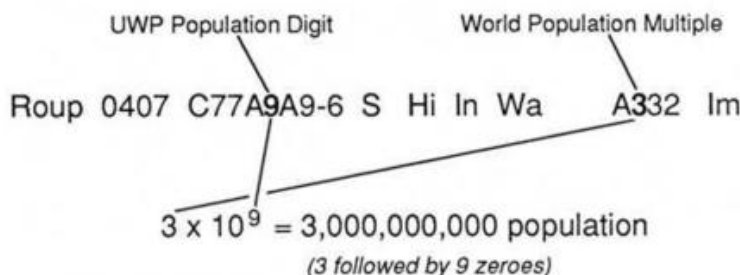 UWP Population Digit World Population Multiple
Roup 0407 C77A9A9-6 S Hi In Wa A332 Im
3 x 10⁹ = 3,000,000,000 population
(3 followed by 9 zeroes)